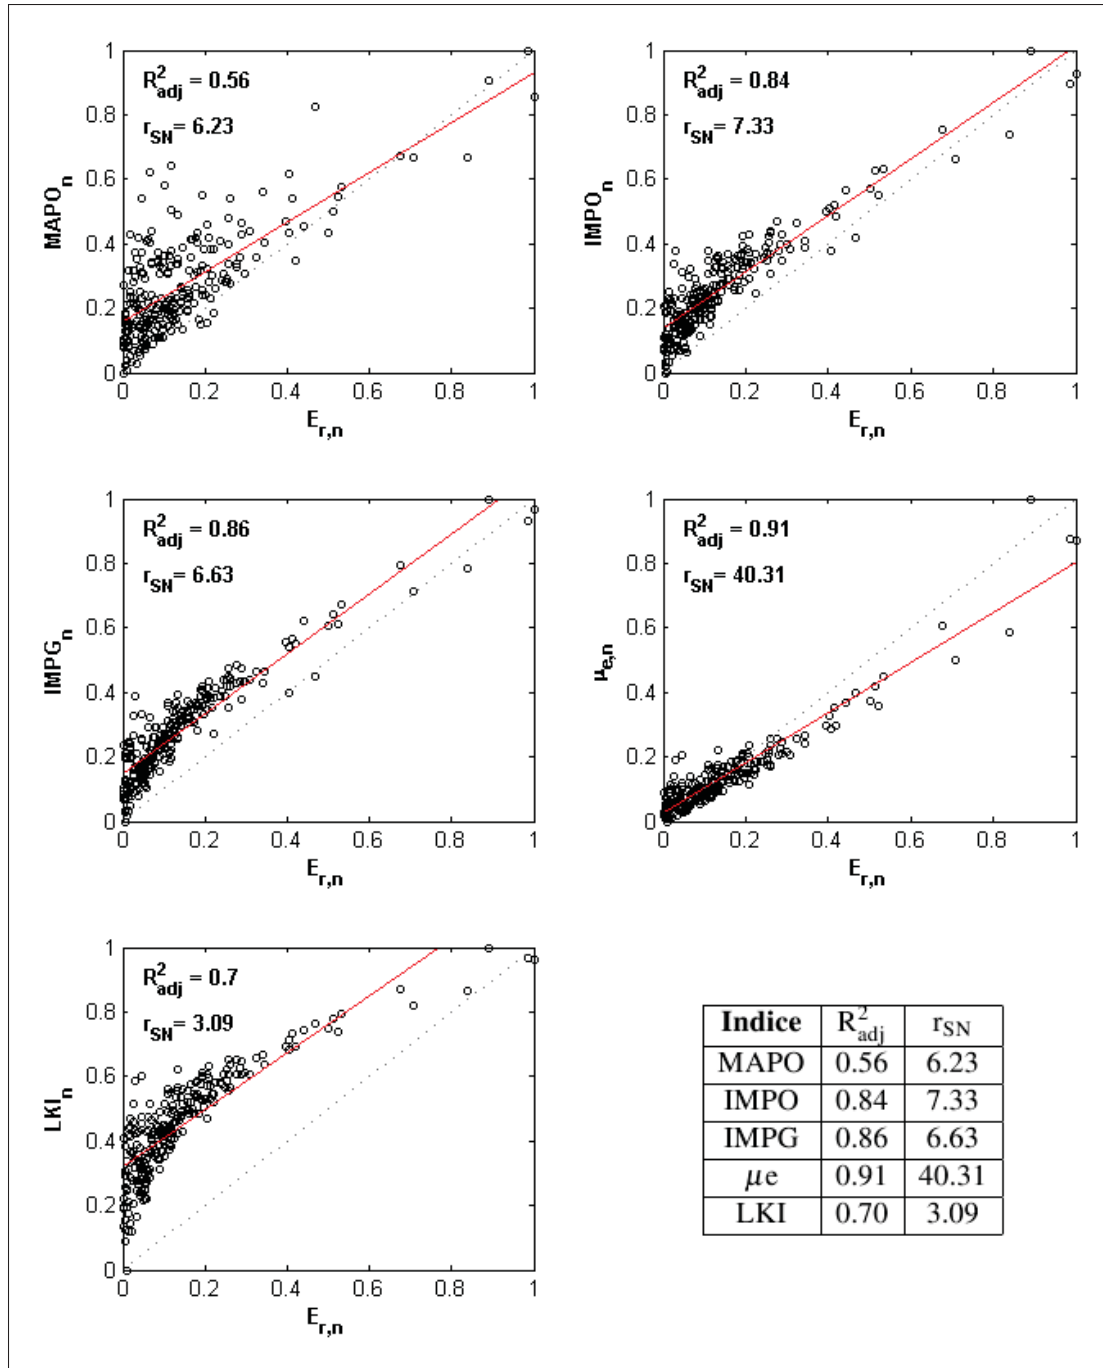 R²adj = 0.56
rSN = 6.23
MAPOn
1
0.8
0.6
0.4
0.2
0
0 0.2 0.4 0.6 0.8 1
Er,n
R²adj = 0.84
rSN = 7.33
IMPOn
1
0.8
0.6
0.4
0.2
0
0 0.2 0.4 0.6 0.8 1
Er,n
R²adj = 0.86
rSN = 6.63
IMPGn
1
0.8
0.6
0.4
0.2
0
0 0.2 0.4 0.6 0.8 1
Er,n
R²adj = 0.91
rSN = 40.31
μe,n
1
0.8
0.6
0.4
0.2
0
0 0.2 0.4 0.6 0.8 1
Er,n
R²adj = 0.7
rSN = 3.09
LKIn
1
0.8
0.6
0.4
0.2
0
0 0.2 0.4 0.6 0.8 1
Er,n
Indice R²adj rSN
MAPO 0.56 6.23
IMPO 0.84 7.33
IMPG 0.86 6.63
μe 0.91 40.31
LKI 0.70 3.09